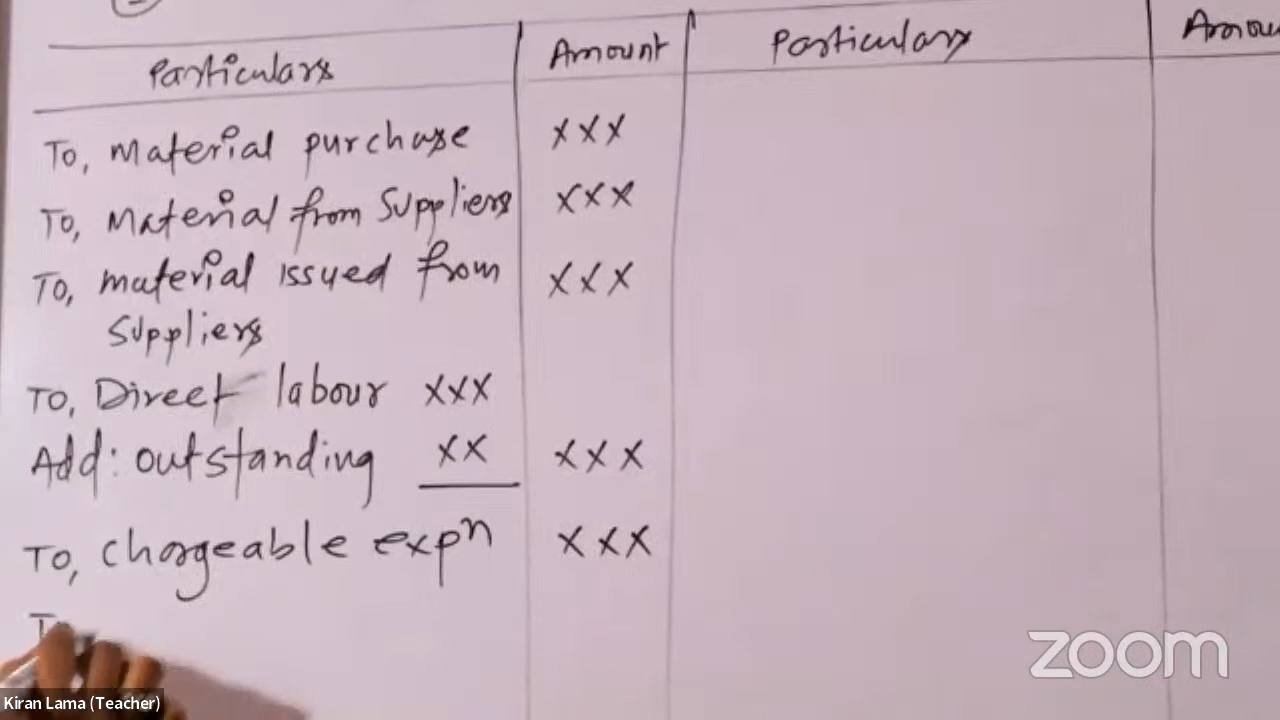 Particulars Amount Particulars Amou
To, Material purchase xxx
To, Material from Suppliers xxx
To, material issued from xxx
Suppliers
To, Direct labour xxx
Add: outstanding xx xxx
To, Chargeable expn xxx
To
zoom
Kiran Lama (Teacher)